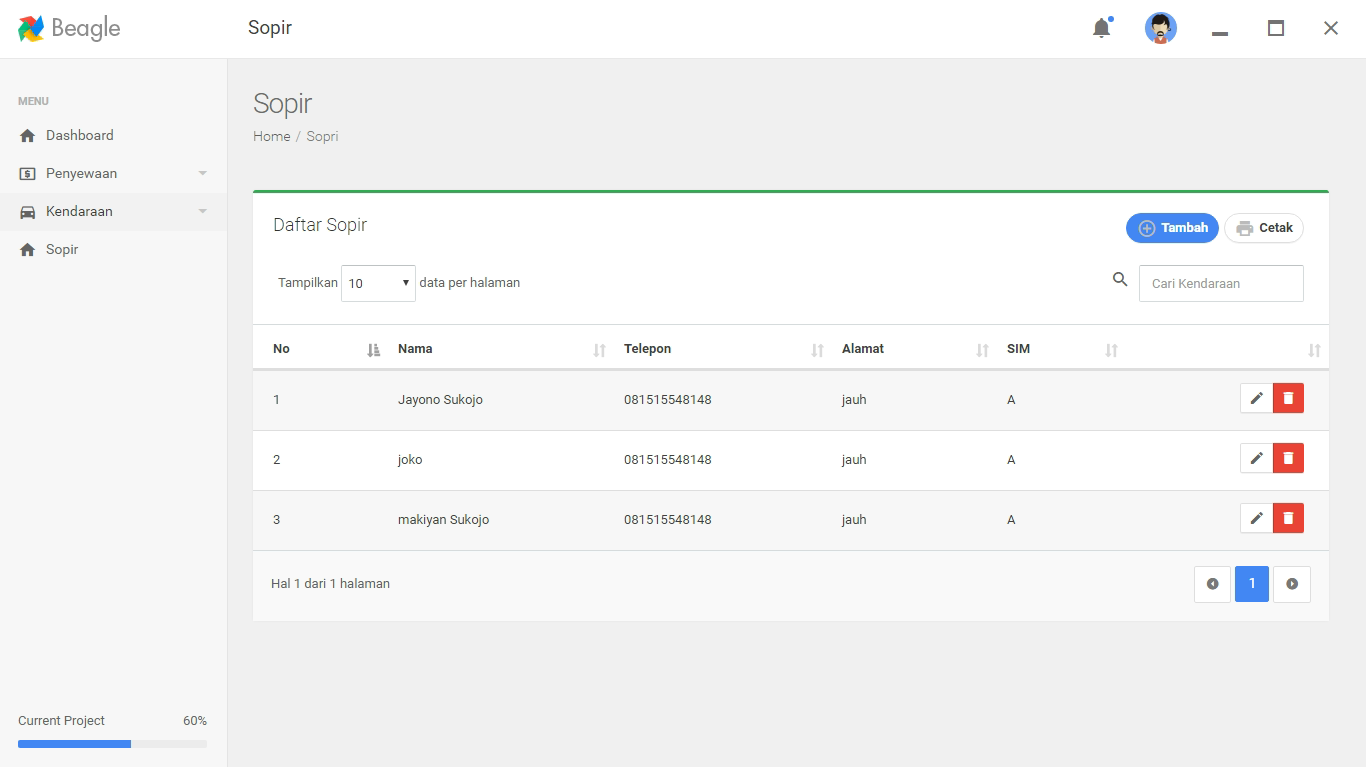 Beagle
Sopir
MENU
Dashboard
Penyewaan
Kendaraan
Sopir
Current Project 60%
Sopir
Home / Sopri
Daftar Sopir
Tambah Cetak
Tampilkan 10 data per halaman
Cari Kendaraan
No Nama Telepon Alamat SIM
1 Jayono Sukojo 081515548148 jauh A
2 joko 081515548148 jauh A
3 makiyan Sukojo 081515548148 jauh A
Hal 1 dari 1 halaman
1